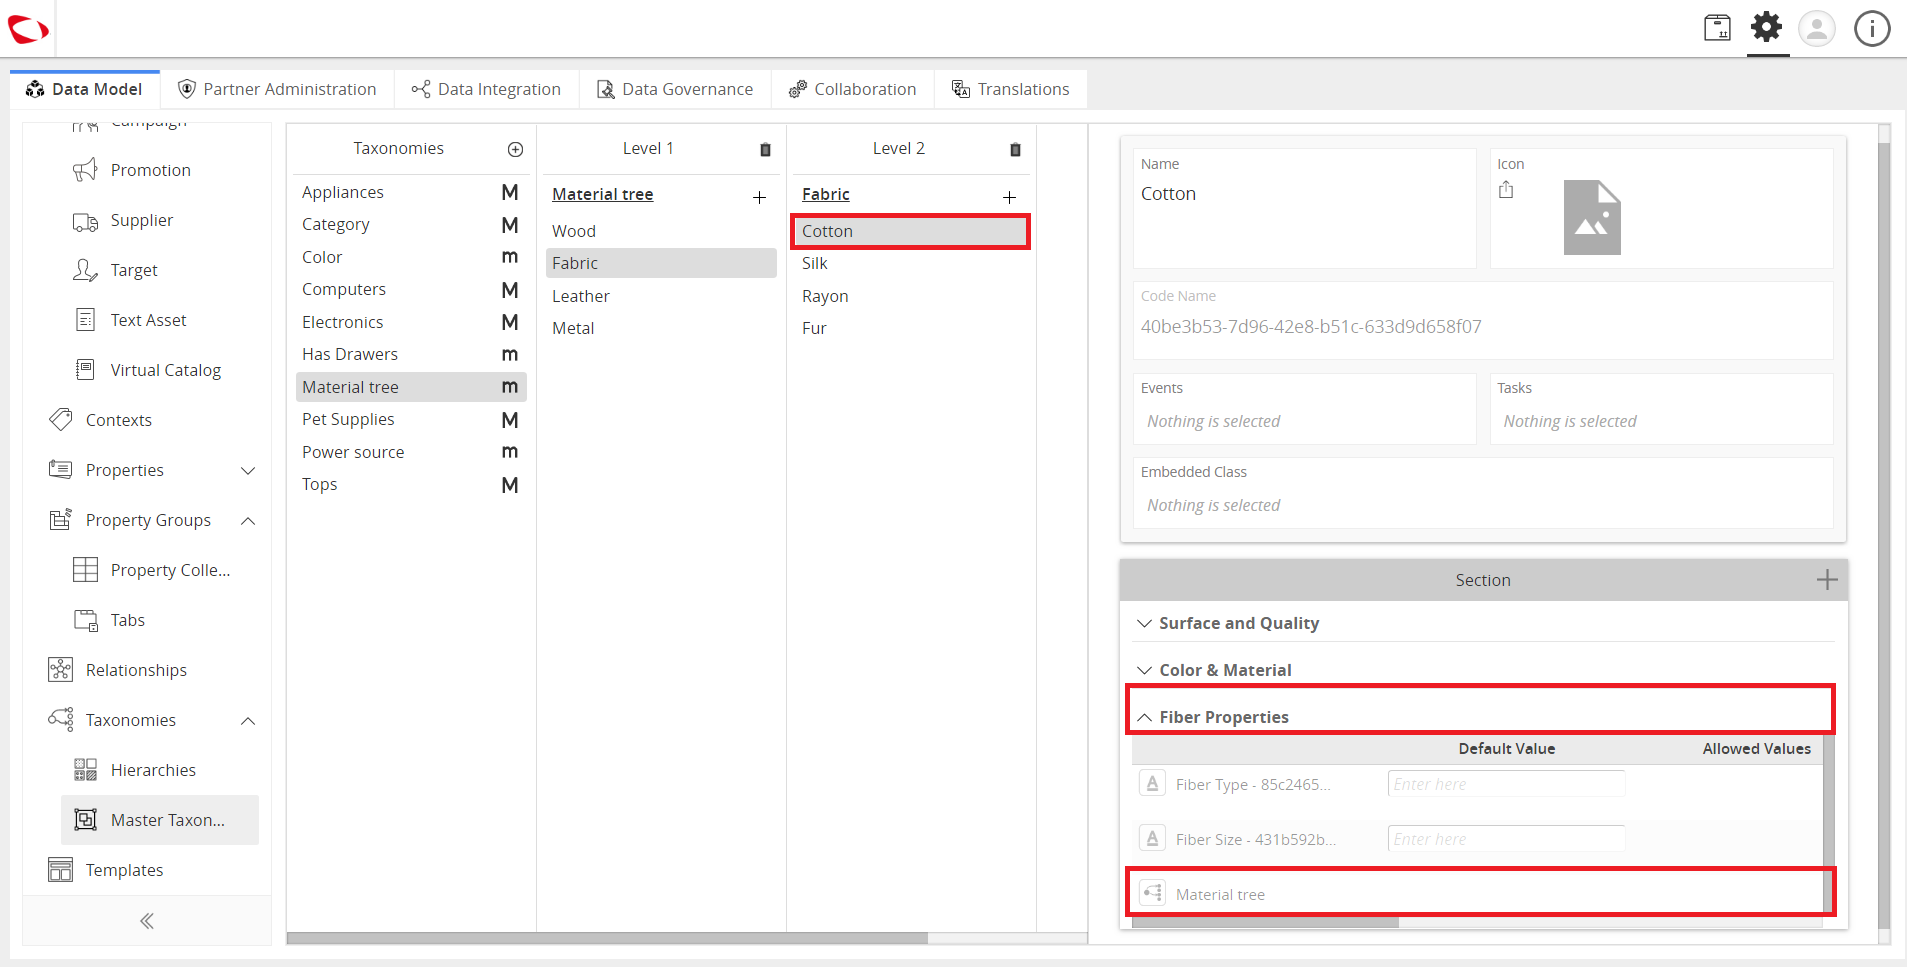 Data Model
Partner Administration
Data Integration
Data Governance
Collaboration
Translations
Campaign
Promotion
Supplier
Target
Text Asset
Virtual Catalog
Contexts
Properties
Property Groups
Property Colle...
Tabs
Relationships
Taxonomies
Hierarchies
Master Taxon...
Templates
Taxonomies
Appliances M
Category M
Color m
Computers M
Electronics M
Has Drawers m
Material tree m
Pet Supplies M
Power source m
Tops M
Level 1
Material tree
Wood
Fabric
Leather
Metal
Level 2
Fabric
Cotton
Silk
Rayon
Fur
Name
Cotton
Icon
Code Name
40be3b53-7d96-42e8-b51c-633d9d658f07
Events
Nothing is selected
Tasks
Nothing is selected
Embedded Class
Nothing is selected
Section
Surface and Quality
Color & Material
Fiber Properties
Default Value Allowed Values
A Fiber Type - 85c2465... Enter here
A Fiber Size - 431b592b... Enter here
Material tree